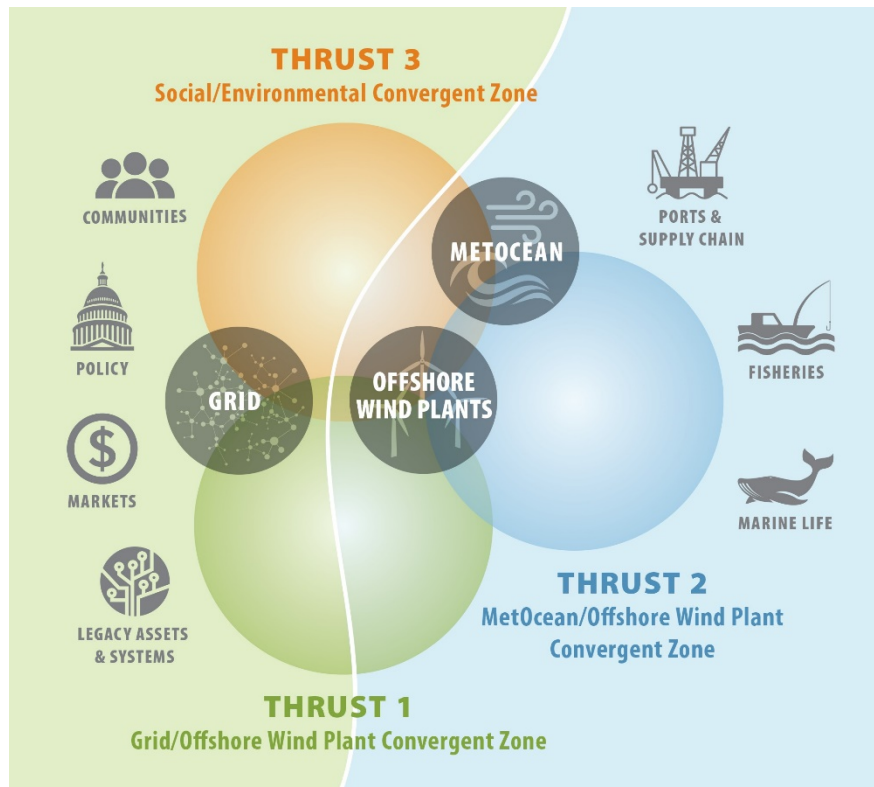 THRUST 3
Social/Environmental Convergent Zone
COMMUNITIES
PORTS &
SUPPLY CHAIN
METOCEAN
POLICY
FISHERIES
GRID
OFFSHORE
WIND PLANTS
MARKETS
MARINE LIFE
LEGACY ASSETS
& SYSTEMS
THRUST 2
MetOcean/Offshore Wind Plant
Convergent Zone
THRUST 1
Grid/Offshore Wind Plant Convergent Zone